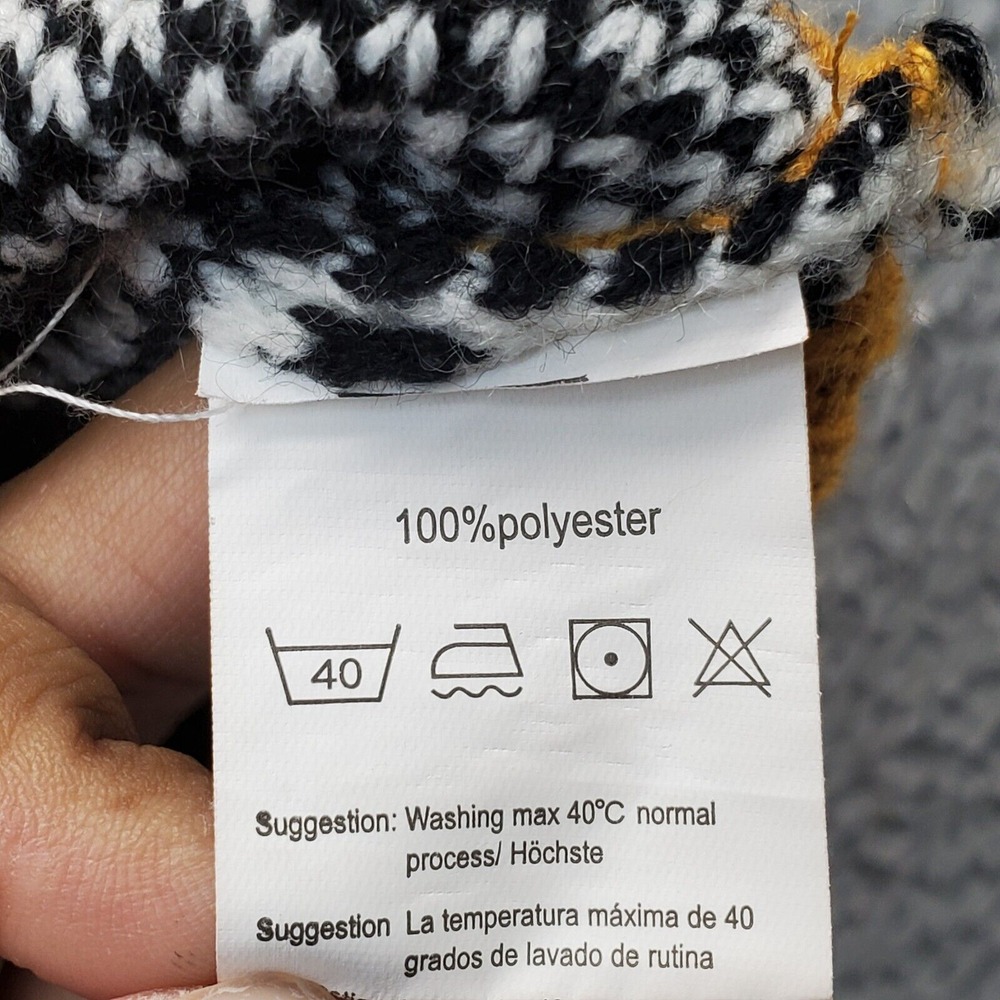 100%polyester
40
Suggestion: Washing max 40°C normal
process/ Höchste
Suggestion La temperatura máxima de 40
grados de lavado de rutina